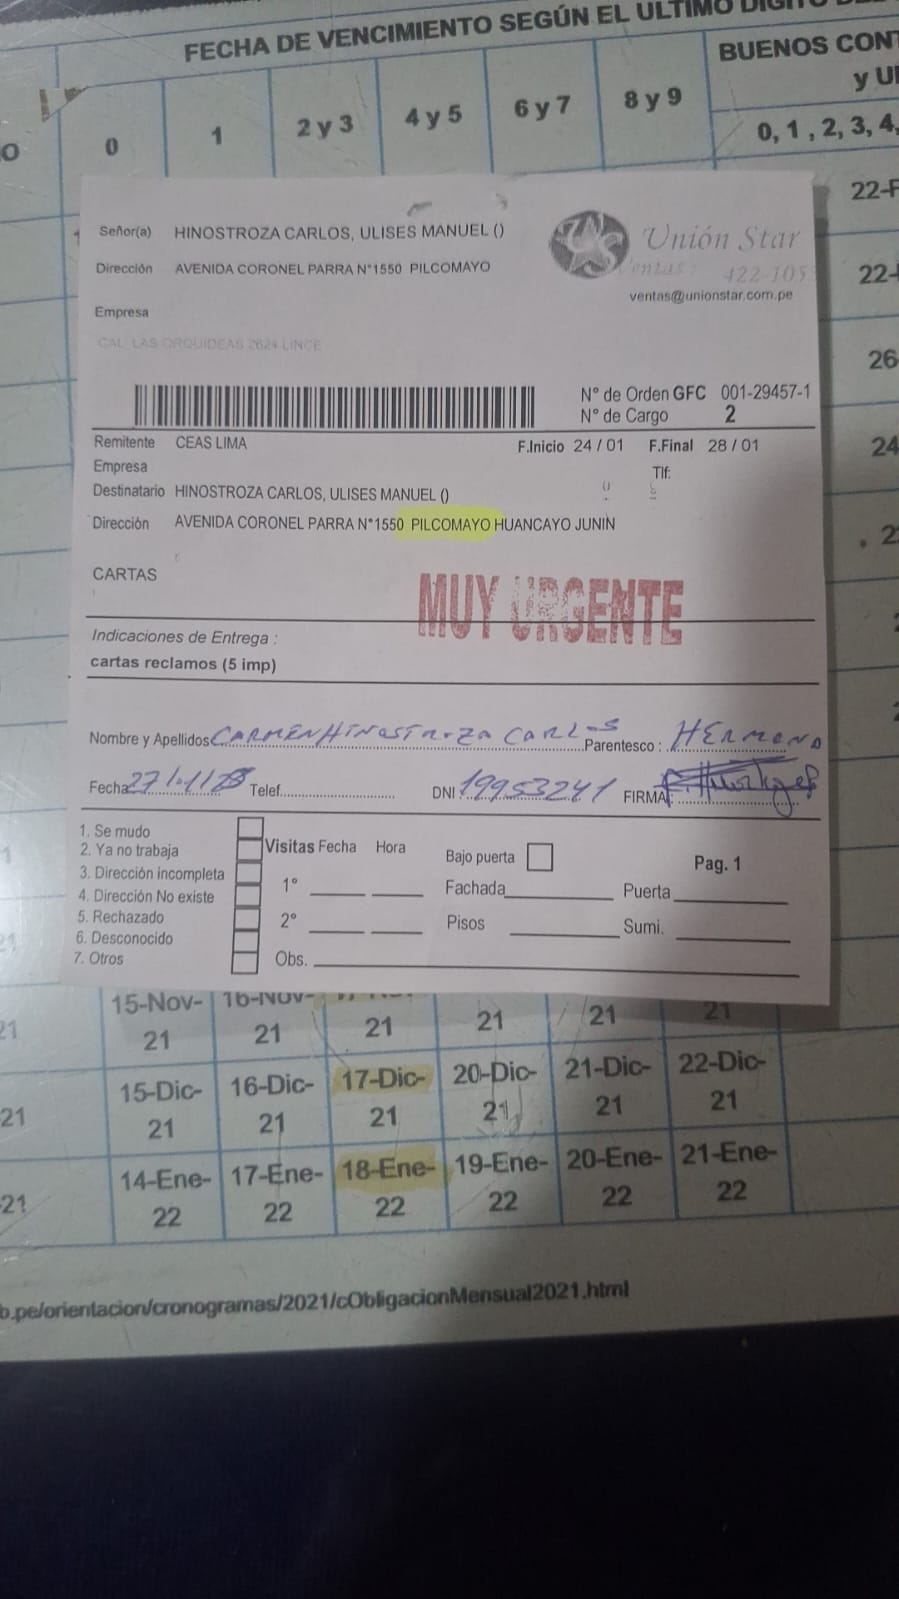 FECHA DE VENCIMIENTO SEGÚN EL ULTIMO
BUENOS
0 1 2 y 3 4 y 5 6 y 7 8 y 9
0, 1 , 2, 3, 4,
Señor(a) HINOSTROZA CARLOS, ULISES MANUEL ()
Dirección AVENIDA CORONEL PARRA N°1550 PILCOMAYO
Unión Star
422-105
ventas@unionstar.com.pe
Empresa
CAL. LAS ORQUIDEAS 2624 LINCE
N° de Orden GFC 001-29457-1
N° de Cargo 2
Remitente CEAS LIMA F.Inicio 24 / 01 F.Final 28 / 01
Empresa Tlf:
Destinatario HINOSTROZA CARLOS, ULISES MANUEL ()
Dirección AVENIDA CORONEL PARRA N°1550 PILCOMAYO HUANCAYO JUNIN
CARTAS
MUY URGENTE
Indicaciones de Entrega :
cartas reclamos (5 imp)
Nombre y Apellidos CARMEN HINOSTROZA CARLOS Parentesco : HERMANO
Fecha Telef. DNI 19953241 FIRMA:
1. Se mudo
2. Ya no trabaja
3. Dirección incompleta
4. Dirección No existe
5. Rechazado
6. Desconocido
7. Otros
Visitas Fecha Hora Bajo puerta Pag. 1
1° Fachada Puerta
2° Pisos Sumi.
Obs.
15-Nov-21 16-Nov-21 21 21 21 21
15-Dic-21 16-Dic-21 17-Dic-21 20-Dic-21 21-Dic-21 22-Dic-21
14-Ene-22 17-Ene-22 18-Ene-22 19-Ene-22 20-Ene-22 21-Ene-22
b.pe/orientacion/cronogramas/2021/cObligacionMensual2021.html